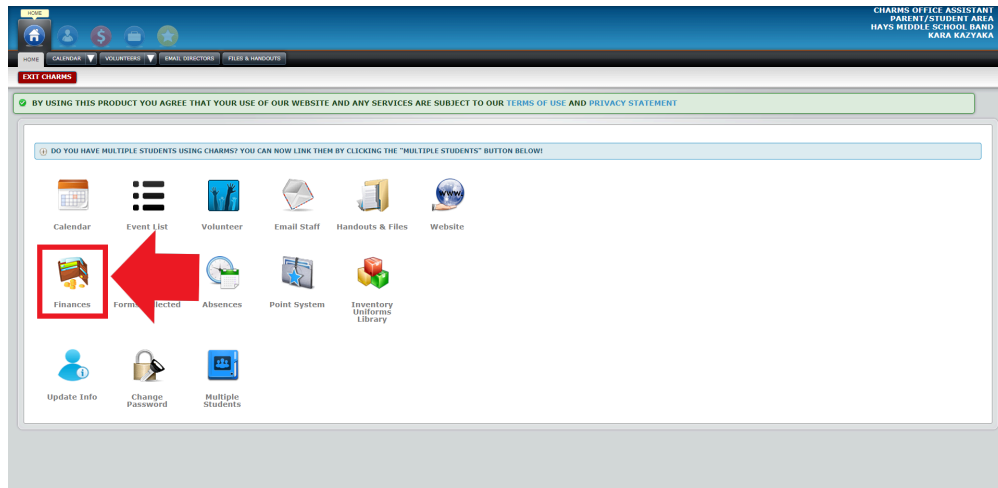 HOME
CHARMS OFFICE ASSISTANT
PARENT/STUDENT AREA
HAYS MIDDLE SCHOOL BAND
KARA KAZYAKA
HOME CALENDAR VOLUNTEERS EMAIL DIRECTORS FILES & HANDOUTS
EXIT CHARMS
BY USING THIS PRODUCT YOU AGREE THAT YOUR USE OF OUR WEBSITE AND ANY SERVICES ARE SUBJECT TO OUR TERMS OF USE AND PRIVACY STATEMENT
DO YOU HAVE MULTIPLE STUDENTS USING CHARMS? YOU CAN NOW LINK THEM BY CLICKING THE "MULTIPLE STUDENTS" BUTTON BELOW!
WWW
Calendar Event List Volunteer Email Staff Handouts & Files Website
Finances Absences Point System Inventory
Uniforms
Library
Update Info Change Multiple
Password Students